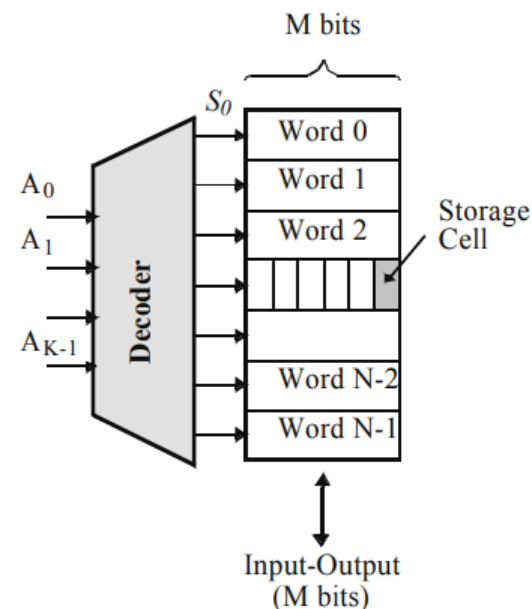 M bits
S0
Word 0
A0
Word 1
A1
Word 2
Storage
Cell
Decoder
AK-1
Word N-2
Word N-1
Input-Output
(M bits)